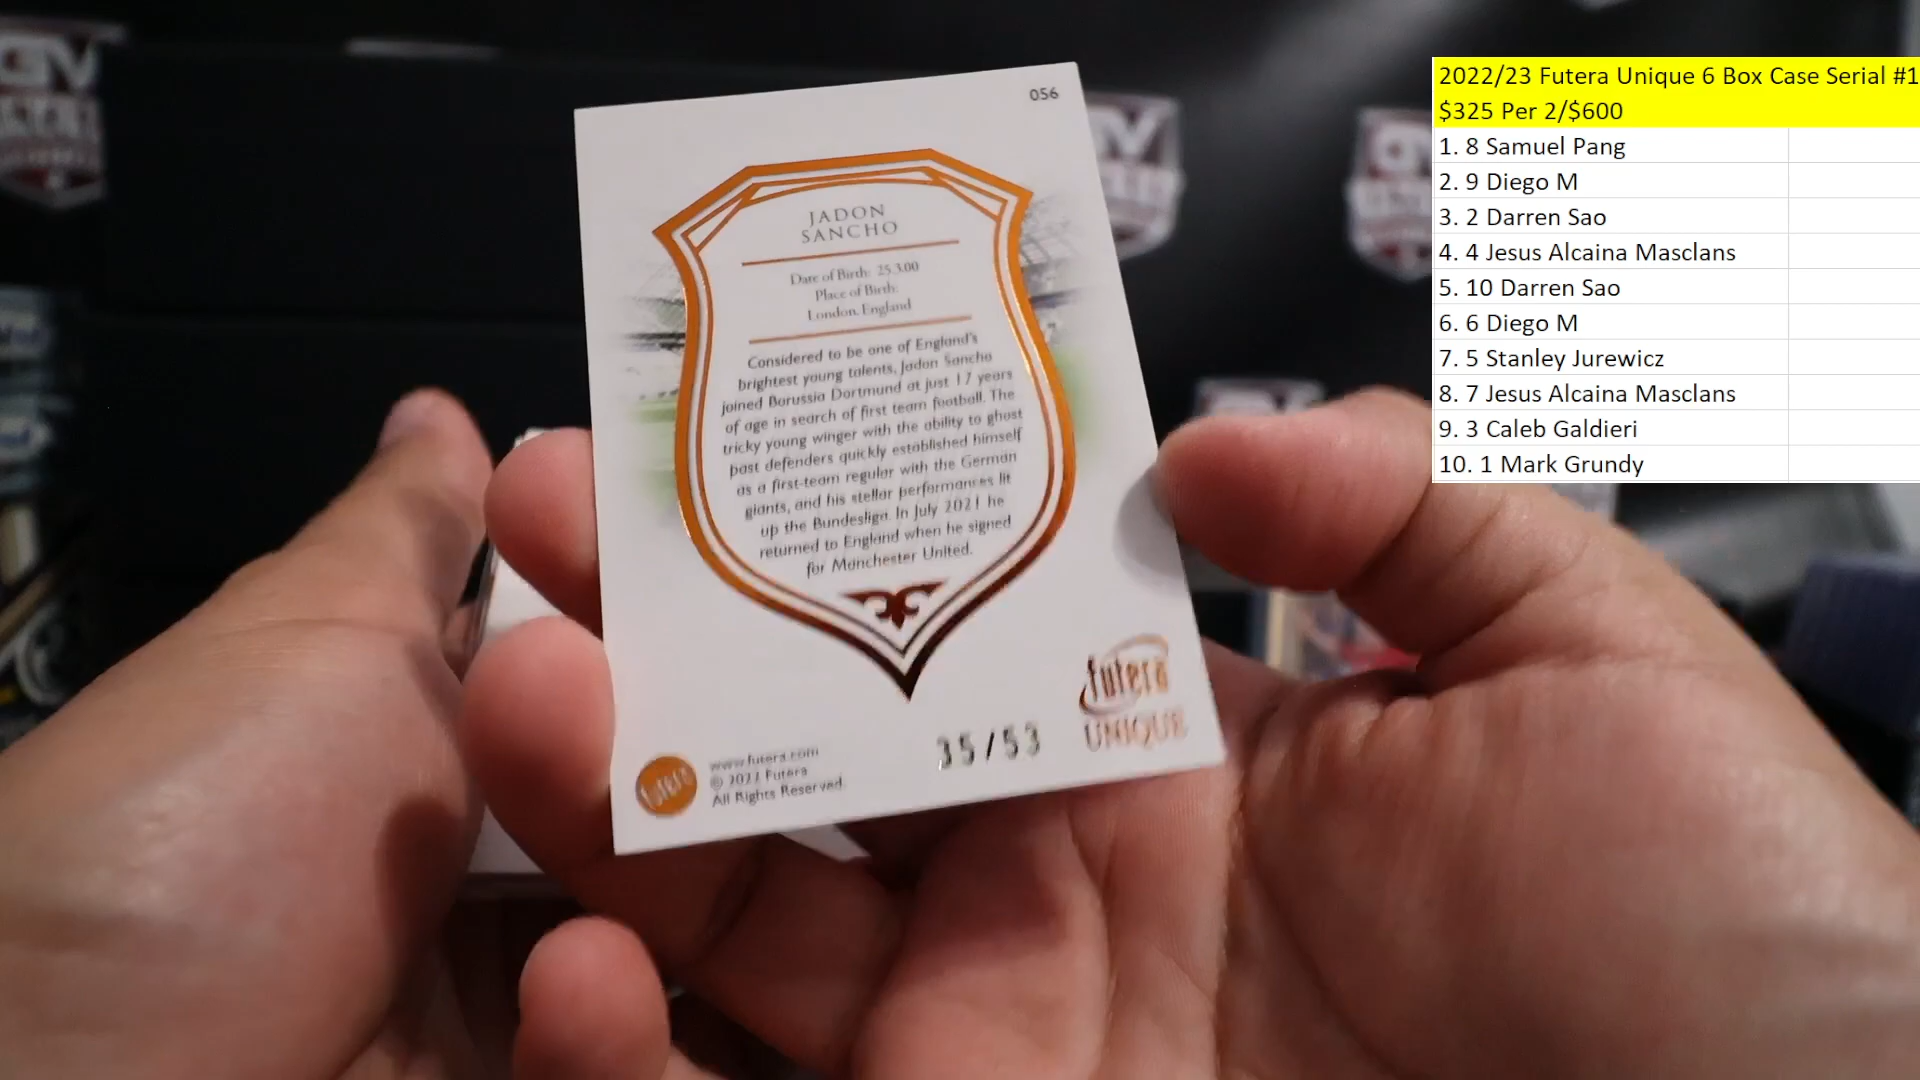 056
JADON
SANCHO
Date of Birth: 25.3.00
Place of Birth:
London, England
Considered to be one of England's
brightest young talents, Jadon Sancho
joined Borussia Dortmund at just 17 years
of age in search of first team football. The
tricky young winger with the ability to ghost
past defenders quickly established himself
as a first-team regular with the German
giants, and his stellar performances lit
up the Bundesliga. In July 2021 he
returned to England when he signed
for Manchester United.
futera
UNIQUE
35/53
futera
www.futera.com
© 2022 Futera
All Rights Reserved.
2022/23 Futera Unique 6 Box Case Serial #1
$325 Per 2/$600
1. 8 Samuel Pang
2. 9 Diego M
3. 2 Darren Sao
4. 4 Jesus Alcaina Masclans
5. 10 Darren Sao
6. 6 Diego M
7. 5 Stanley Jurewicz
8. 7 Jesus Alcaina Masclans
9. 3 Caleb Galdieri
10. 1 Mark Grundy
GV